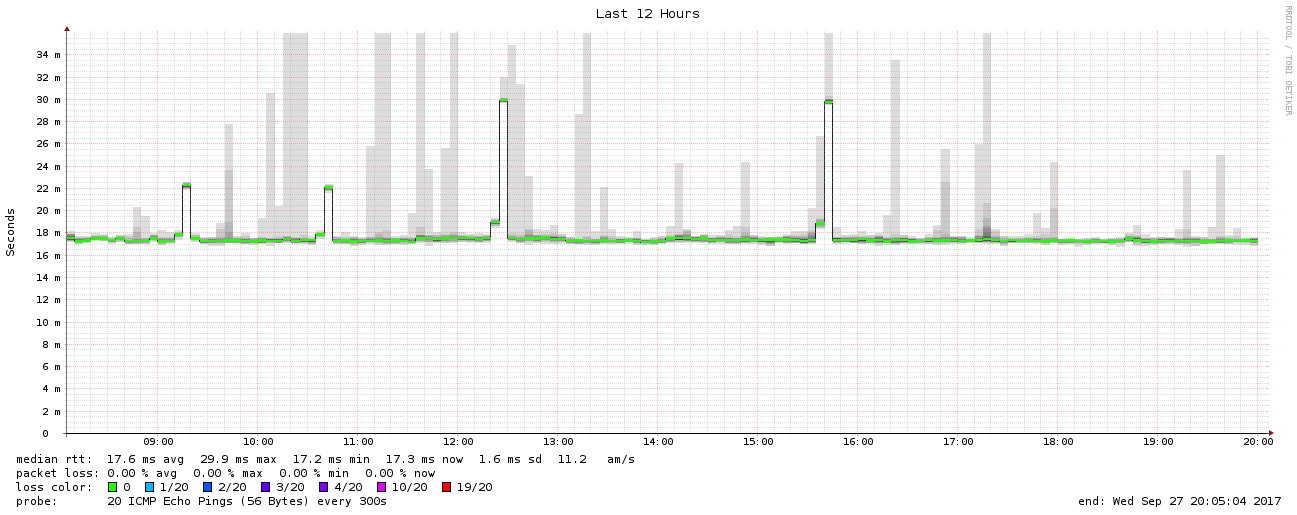 Last 12 Hours
RRDTOOL / TOBI OETIKER
Seconds
34 m
32 m
30 m
28 m
26 m
24 m
22 m
20 m
18 m
16 m
14 m
12 m
10 m
8 m
6 m
4 m
2 m
0
09:00 10:00 11:00 12:00 13:00 14:00 15:00 16:00 17:00 18:00 19:00 20:00
median rtt: 17.6 ms avg 29.9 ms max 17.2 ms min 17.3 ms now 1.6 ms sd 11.2 am/s
packet loss: 0.00 % avg 0.00 % max 0.00 % min 0.00 % now
loss color: 0 1/20 2/20 3/20 4/20 10/20 19/20
probe: 20 ICMP Echo Pings (56 Bytes) every 300s end: Wed Sep 27 20:05:04 2017